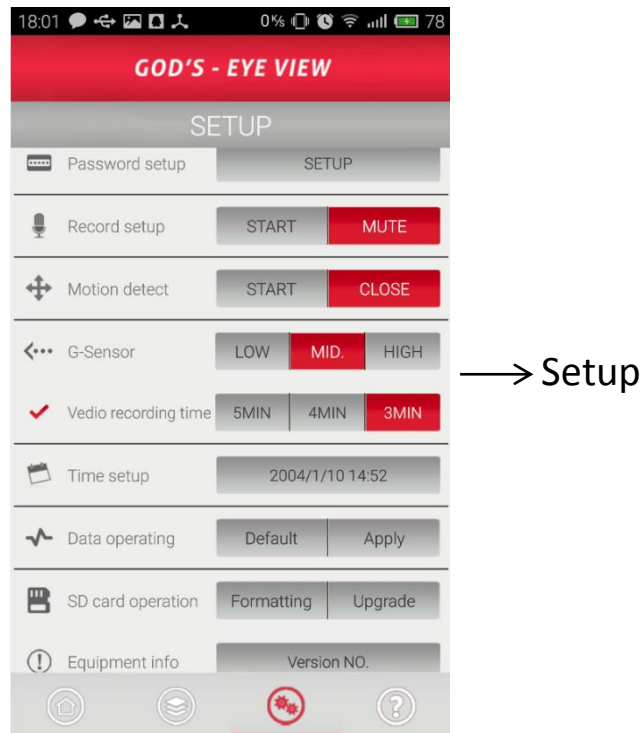 18:01 0 K/s 78
GOD'S - EYE VIEW
SETUP
Password setup SETUP
Record setup START MUTE
Motion detect START CLOSE
G-Sensor LOW MID. HIGH
Setup
Vedio recording time 5MIN 4MIN 3MIN
Time setup 2004/1/10 14:52
Data operating Default Apply
SD card operation Formatting Upgrade
Equipment info Version NO.